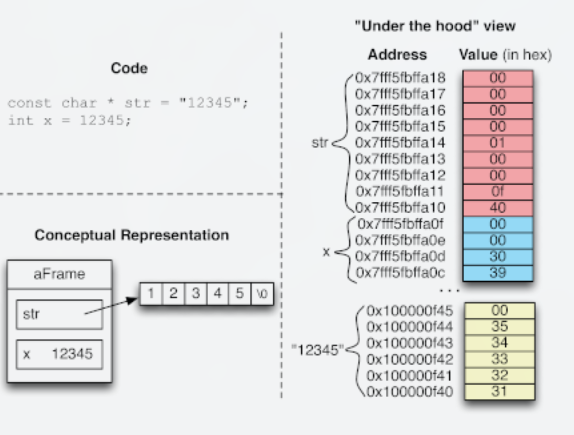 Code
const char * str = "12345";
int x = 12345;
Conceptual Representation
aFrame
str
1 2 3 4 5 \0
x 12345
"Under the hood" view
Address Value (in hex)
0x7fff5fbffa18 00
0x7fff5fbffa17 00
0x7fff5fbffa16 00
0x7fff5fbffa15 00
str 0x7fff5fbffa14 01
0x7fff5fbffa13 00
0x7fff5fbffa12 00
0x7fff5fbffa11 0f
0x7fff5fbffa10 40
0x7fff5fbffa0f 00
0x7fff5fbffa0e 00
x 0x7fff5fbffa0d 30
0x7fff5fbffa0c 39
...
0x100000f45 00
0x100000f44 35
0x100000f43 34
"12345" 0x100000f42 33
0x100000f41 32
0x100000f40 31